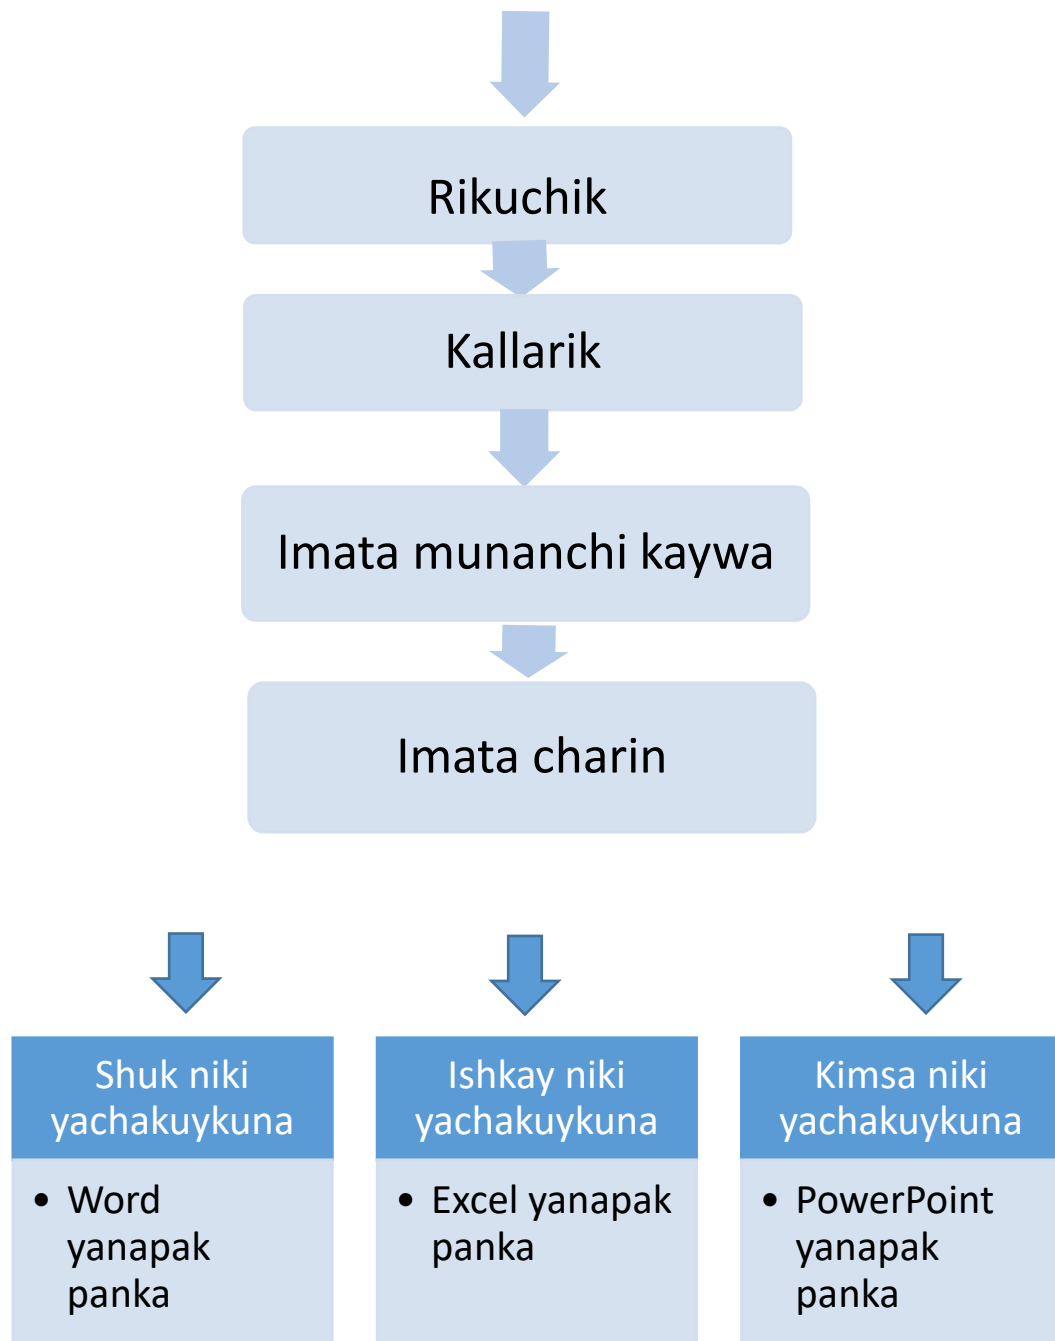 Rikuchik
Kallarik
Imata munanchi kaywa
Imata charin
Shuk niki
yachakuykuna
• Word
yanapak
panka
Ishkay niki
yachakuykuna
• Excel yanapak
panka
Kimsa niki
yachakuykuna
• PowerPoint
yanapak
panka